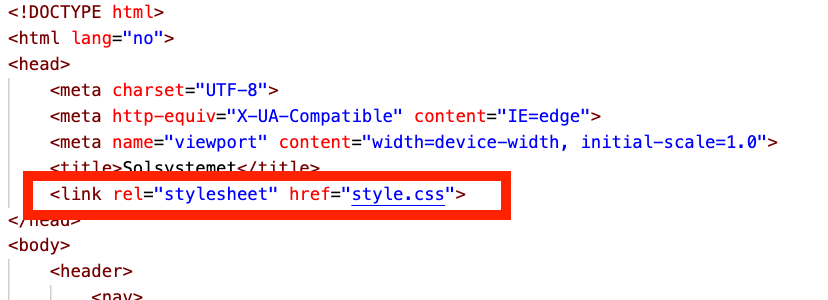 <!DOCTYPE html>
<html lang="no">
<head>
<meta charset="UTF-8">
<meta http-equiv="X-UA-Compatible" content="IE=edge">
<meta name="viewport" content="width=device-width, initial-scale=1.0">
<title>Solsystemet</title>
<link rel="stylesheet" href="style.css">
</head>
<body>
<header>
<nav>